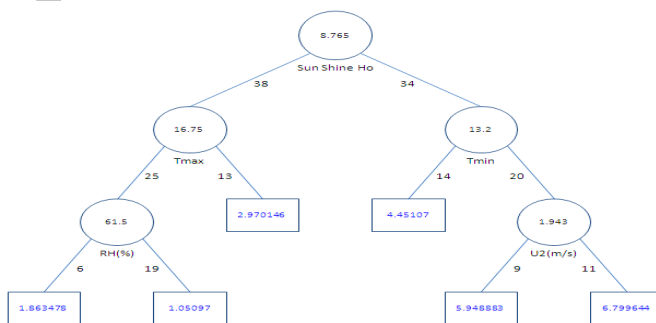 8.765
Sun Shine Ho
38 34
16.75 13.2
Tmax Tmin
25 13 14 20
2.970146 4.45107
61.5 1.943
RH(%) U2(m/s)
6 19 9 11
1.863478 1.05097 5.948883 6.799644